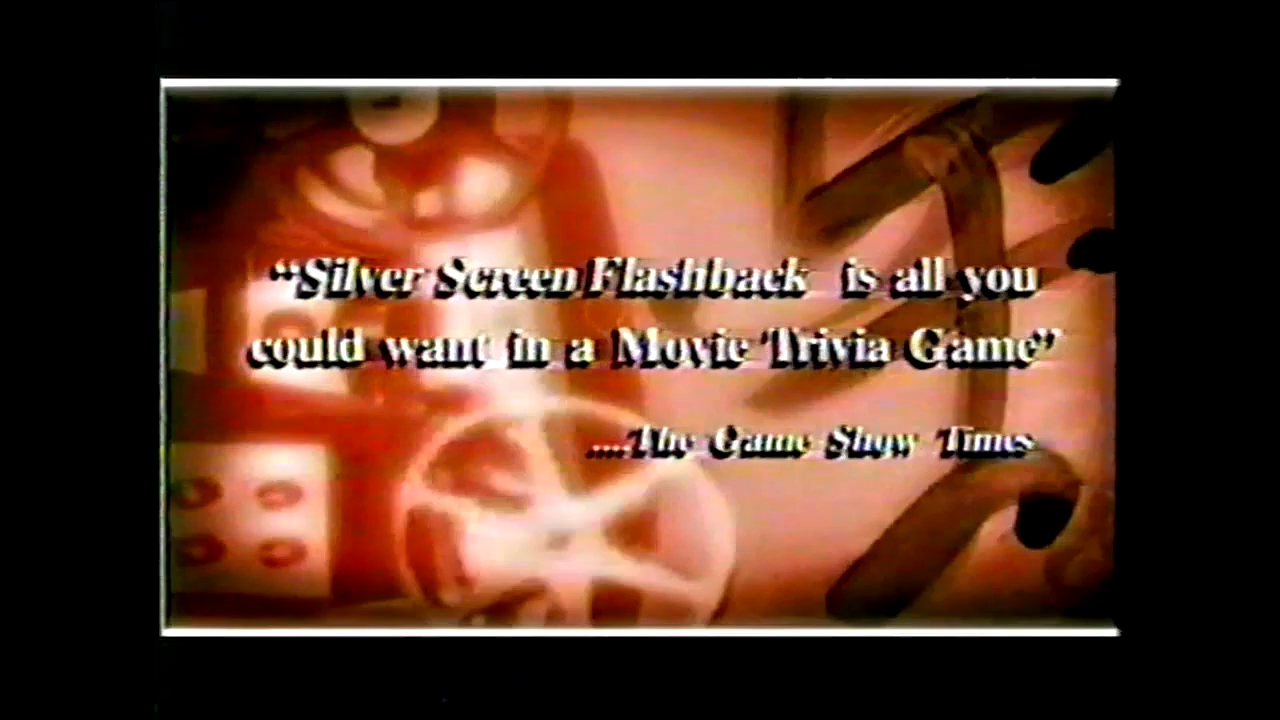 “Silver Screen Flashback is all you
could want in a Movie Trivia Game”
....The Game Show Times